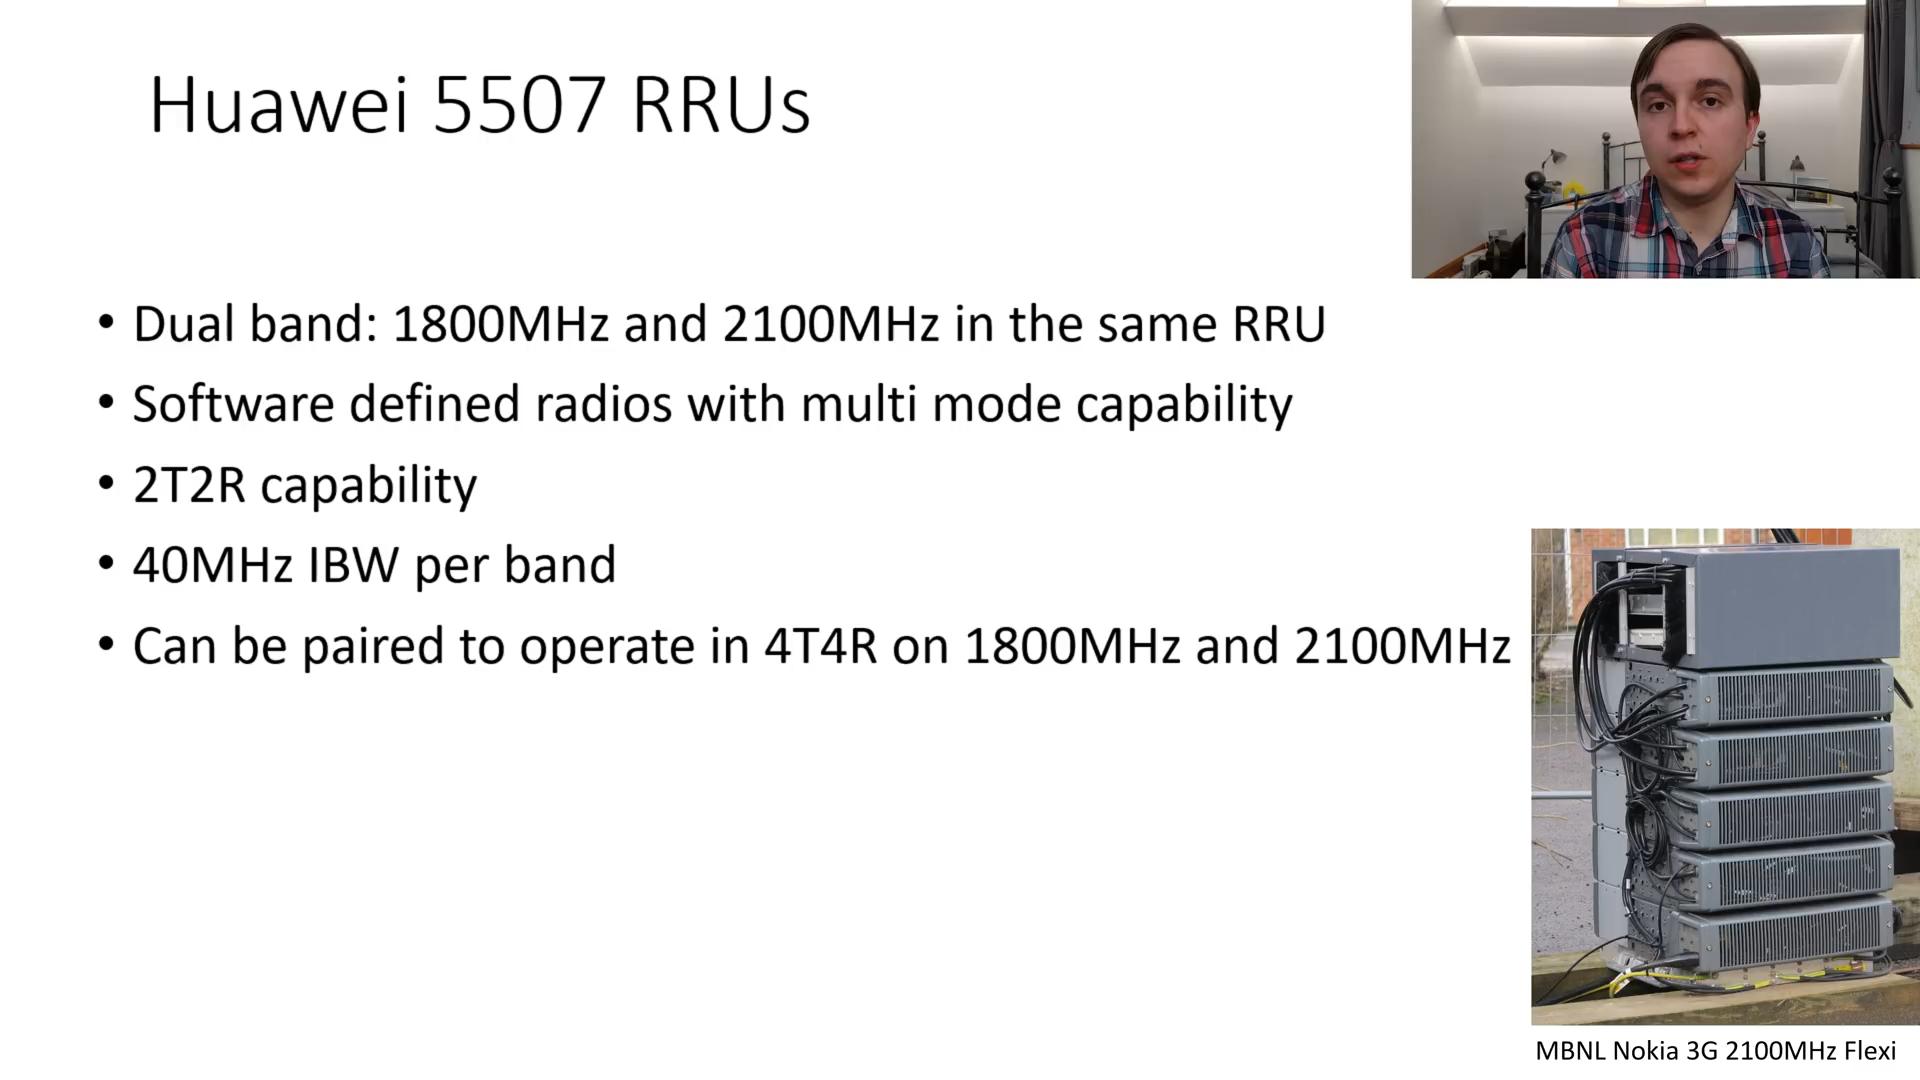 Huawei 5507 RRUs
• Dual band: 1800MHz and 2100MHz in the same RRU
• Software defined radios with multi mode capability
• 2T2R capability
• 40MHz IBW per band
• Can be paired to operate in 4T4R on 1800MHz and 2100MHz
MBNL Nokia 3G 2100MHz Flexi